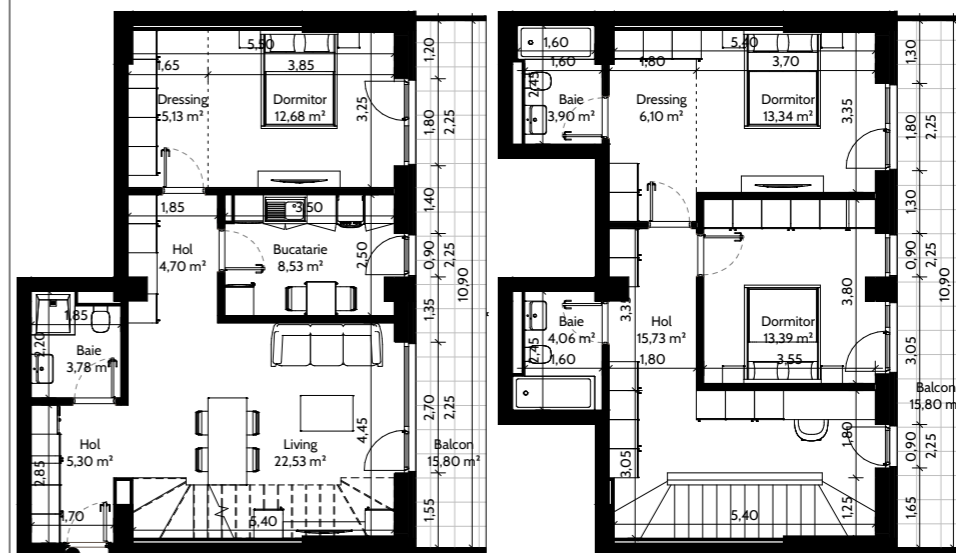 5,50
1,65
3,85
Dressing
5,13 m²
Dormitor
12,68 m²
3,25
1,20
1,80
2,25
1,85
3,50
1,40
Hol
4,70 m²
Bucatarie
8,53 m²
2,50
0,90
2,25
10,90
1,35
1,85
2,20
Baie
3,78 m²
Hol
5,30 m²
2,85
1,70
Living
22,53 m²
4,45
2,70
2,25
Balcon
15,80 m²
1,55
5,40
1,60
1,60
2,45
Baie
3,90 m²
5,40
1,80
3,70
Dressing
6,10 m²
Dormitor
13,34 m²
3,35
1,30
1,80
2,25
1,30
0,90
2,25
10,90
3,80
Baie
4,06 m²
2,45
1,60
Hol
15,73 m²
1,80
Dormitor
13,39 m²
3,55
3,05
Balcon
15,80 m
1,80
0,90
2,25
3,05
1,25
1,65
5,40